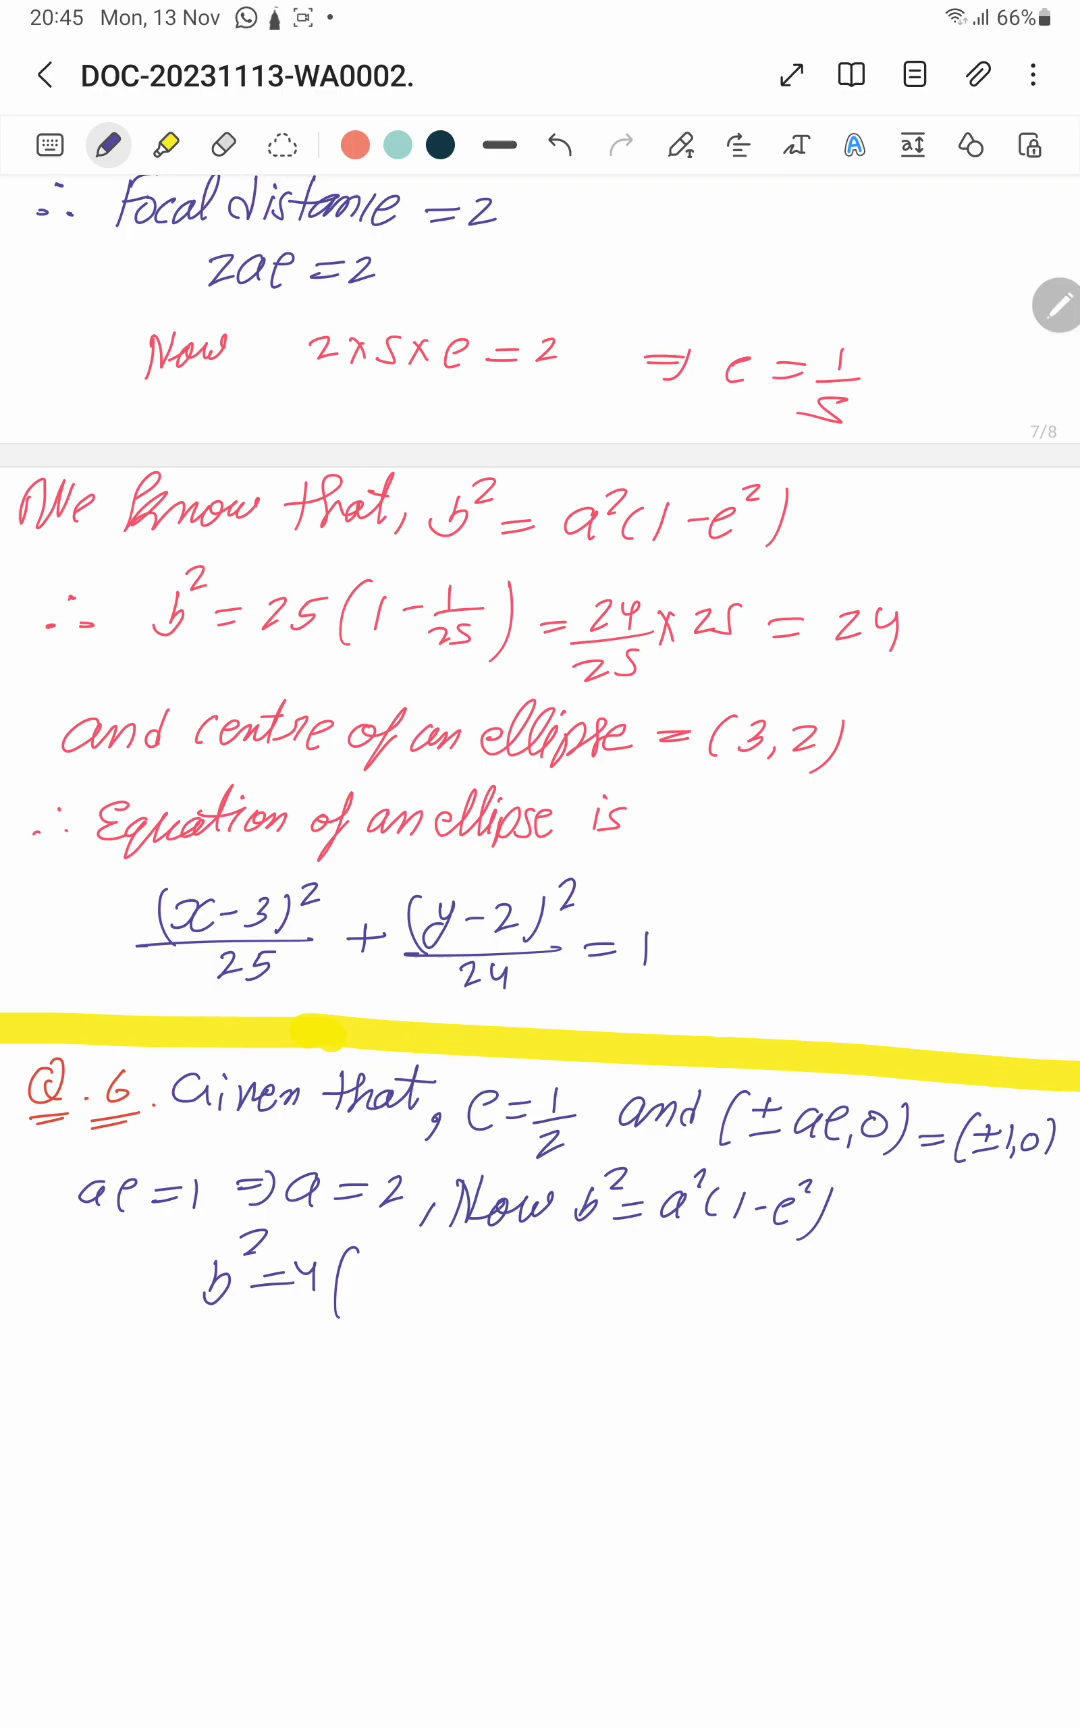 20:45 Mon, 13 Nov 66%
DOC-20231113-WA0002.
∴ Focal distance = 2
2ae = 2
Now 2 × 5 × e = 2 ⇒ e = 1/5
7/8
We know that, b² = a²(1-e²)
∴ b² = 25(1 - 1/25) = 24/25 × 25 = 24
and centre of an ellipse = (3,2)
∴ Equation of an ellipse is
(x-3)²/25 + (y-2)²/24 = 1
Q.6. Given that, e = 1/2 and (±ae,0) = (±1,0)
ae = 1 ⇒ a = 2, Now b² = a²(1-e²)
b² = 4(